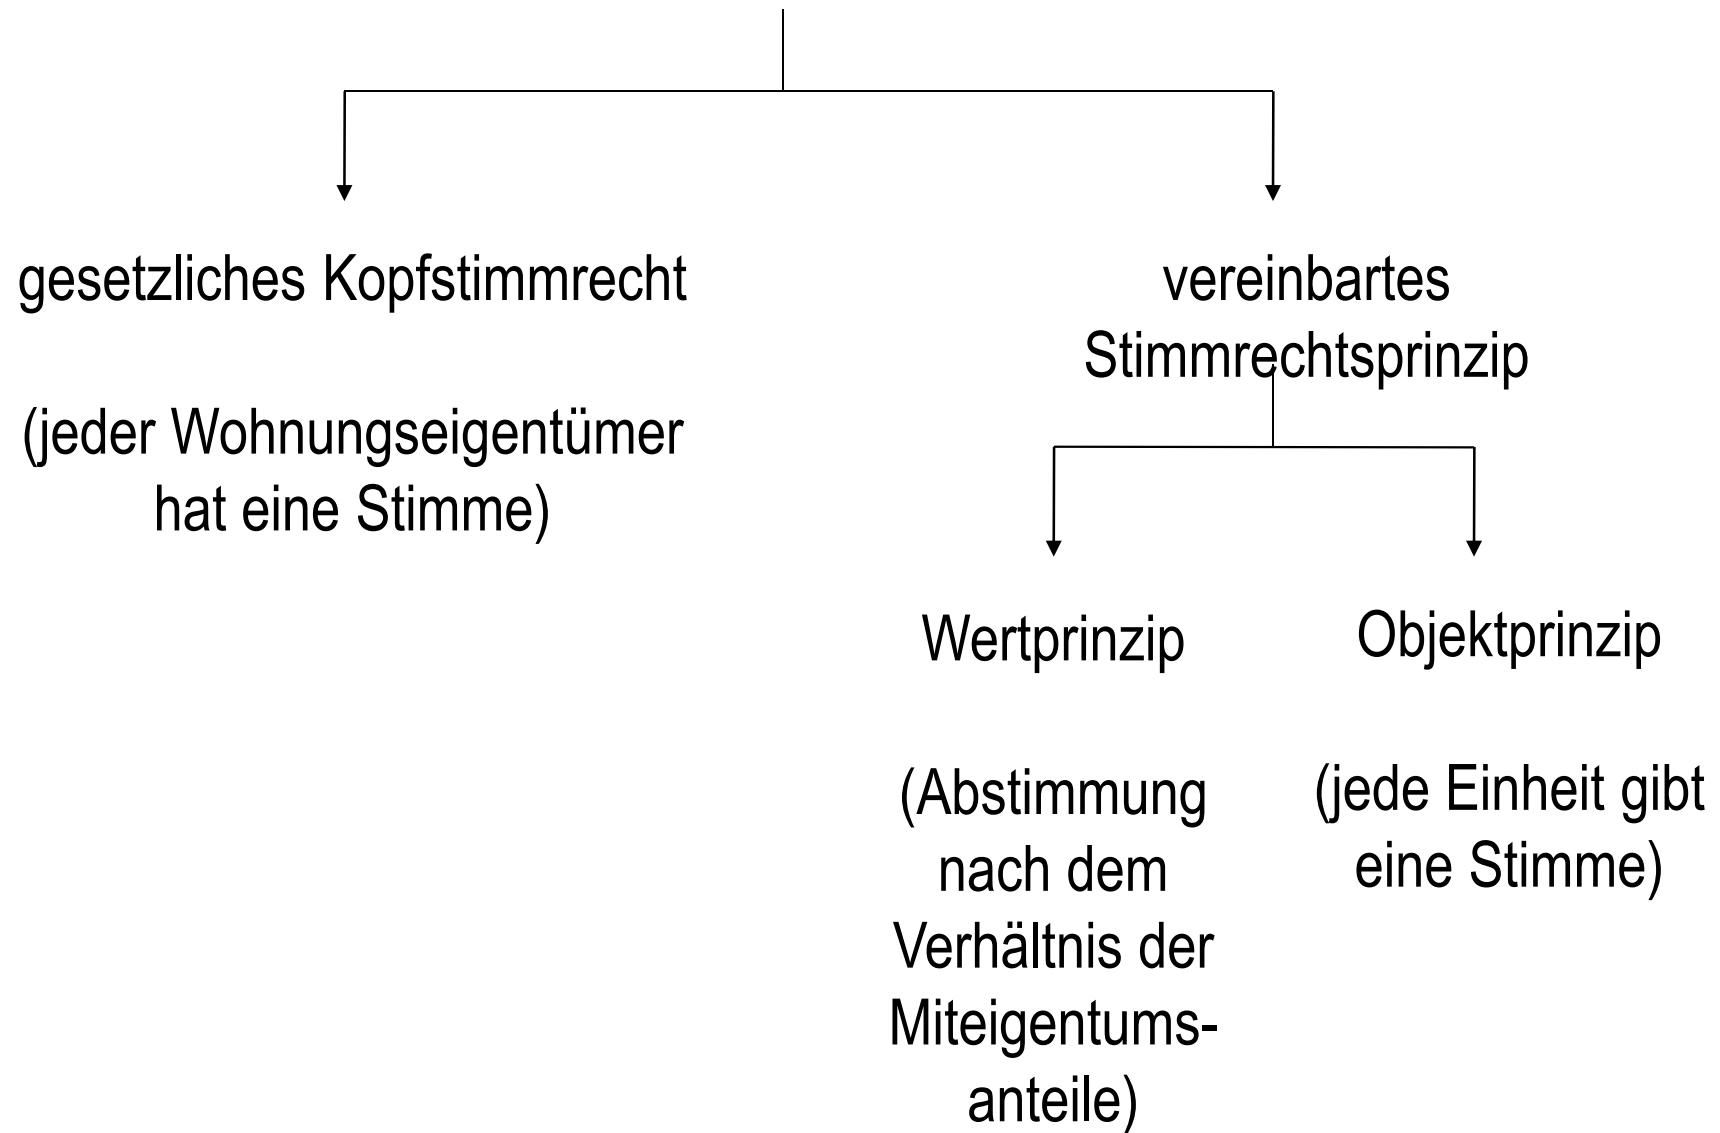 gesetzliches Kopfstimmrecht
(jeder Wohnungseigentümer
hat eine Stimme)
vereinbartes
Stimmrechtsprinzip
Wertprinzip
(Abstimmung
nach dem
Verhältnis der
Miteigentums-
anteile)
Objektprinzip
(jede Einheit gibt
eine Stimme)